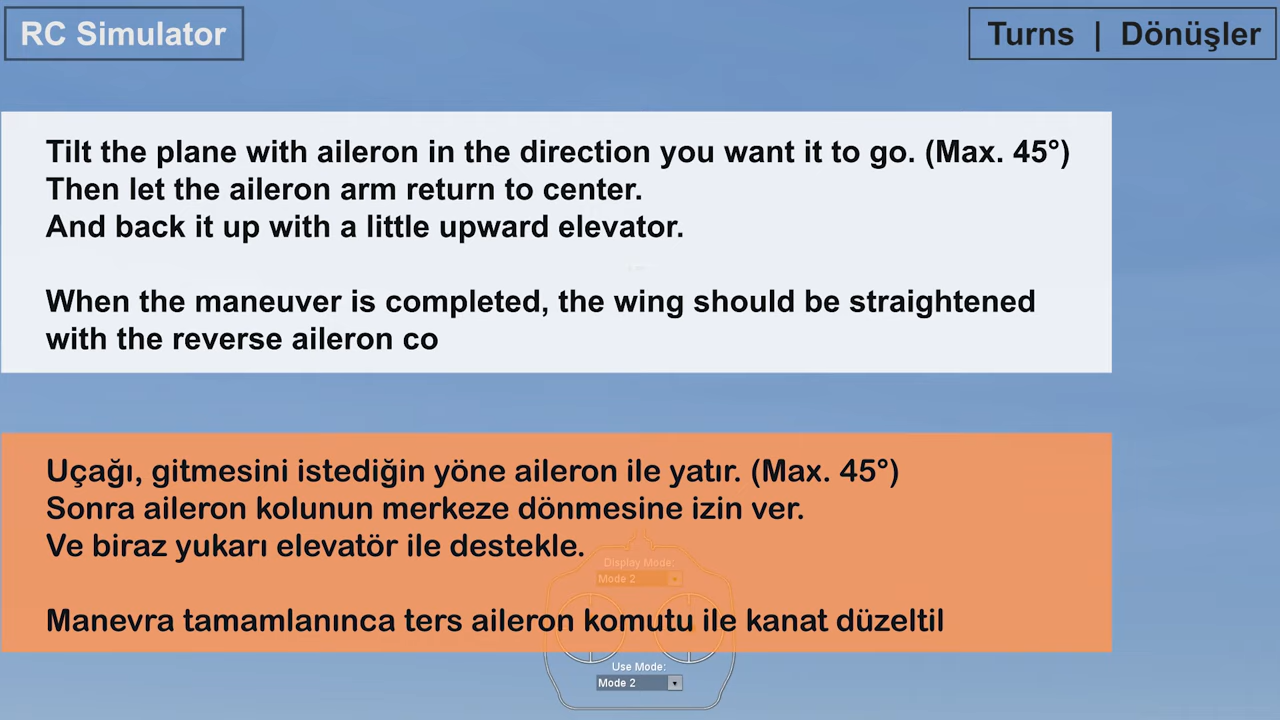 RC Simulator
Turns | Dönüşler
Tilt the plane with aileron in the direction you want it to go. (Max. 45°)
Then let the aileron arm return to center.
And back it up with a little upward elevator.
When the maneuver is completed, the wing should be straightened
with the reverse aileron co
Uçağı, gitmesini istediğin yöne aileron ile yatır. (Max. 45°)
Sonra aileron kolunun merkeze dönmesine izin ver.
Ve biraz yukarı elevatör ile destekle.
Display Mode:
Mode 2
Manevra tamamlanınca ters aileron komutu ile kanat düzeltil
Use Mode:
Mode 2